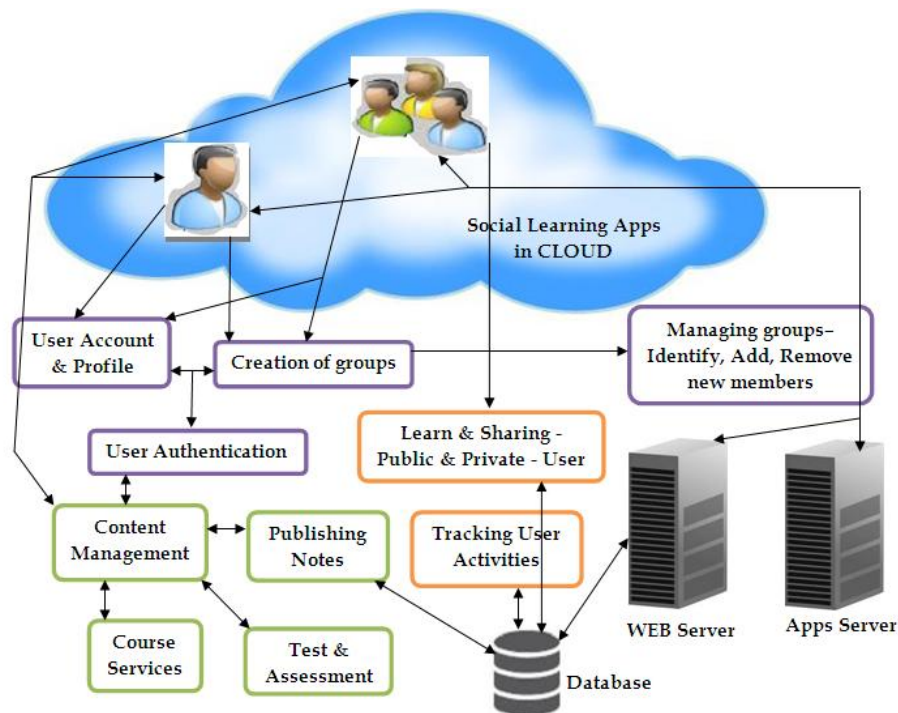 Social Learning Apps
in CLOUD
User Account
& Profile
Creation of groups
Managing groups–
Identify, Add, Remove
new members
User Authentication
Learn & Sharing -
Public & Private - User
Content
Management
Publishing
Notes
Tracking User
Activities
Course
Services
Test &
Assessment
WEB Server
Apps Server
Database